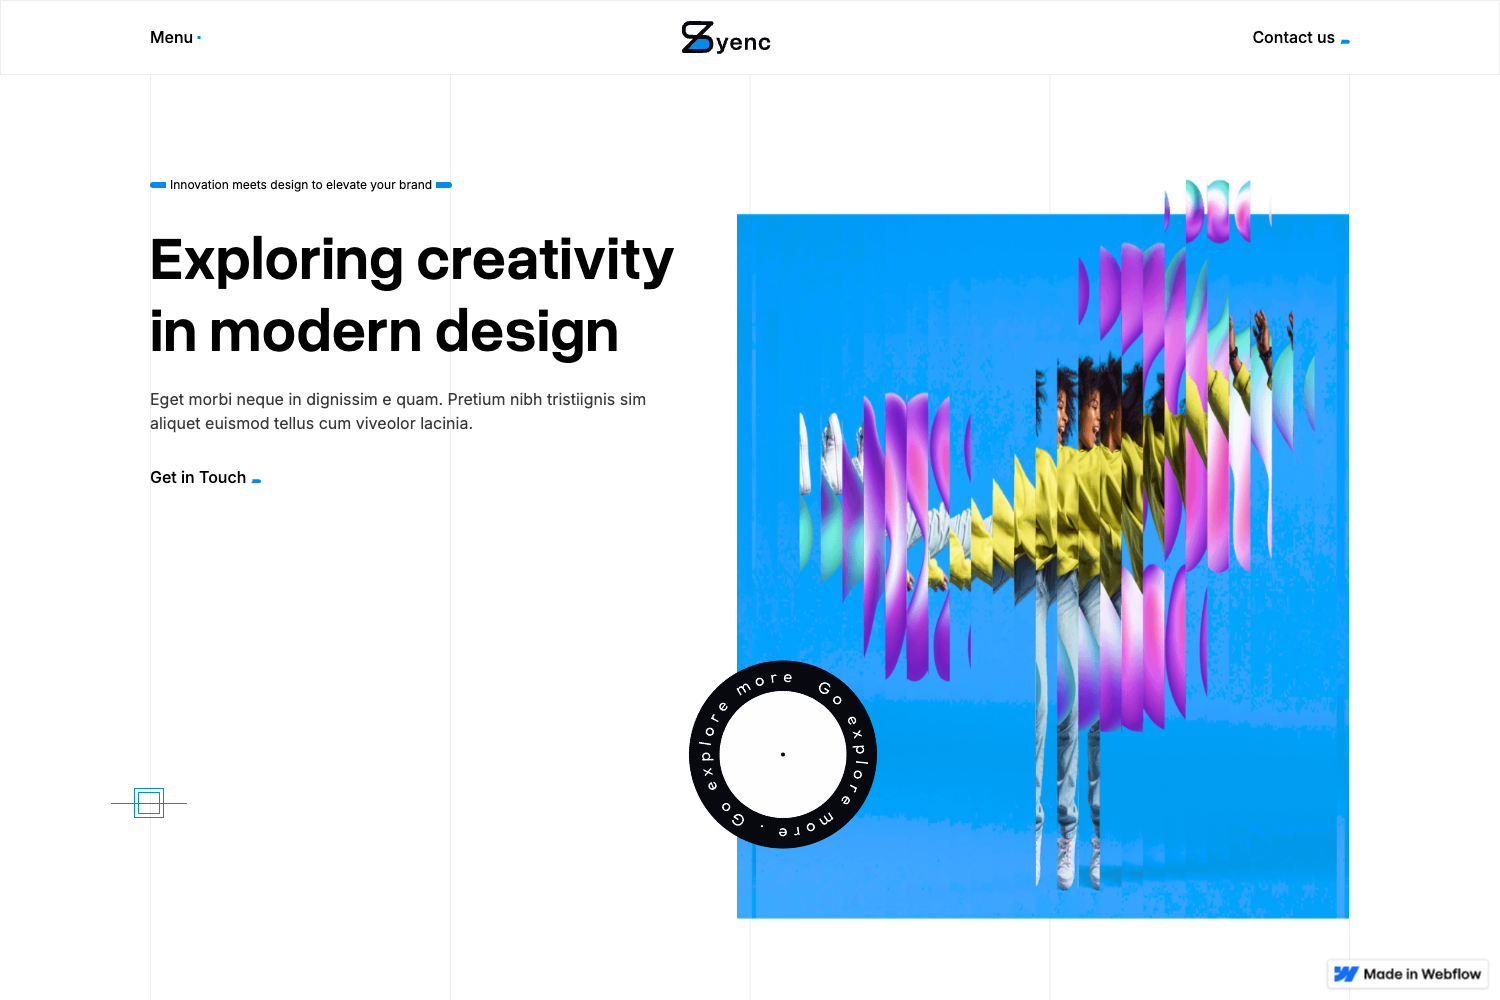 Menu
Syenc
Contact us
Innovation meets design to elevate your brand
Exploring creativity
in modern design
Eget morbi neque in dignissim e quam. Pretium nibh tristiignis sim
aliquet euismod tellus cum viveolor lacinia.
Get in Touch
Go explore more . Go explore more
Made in Webflow